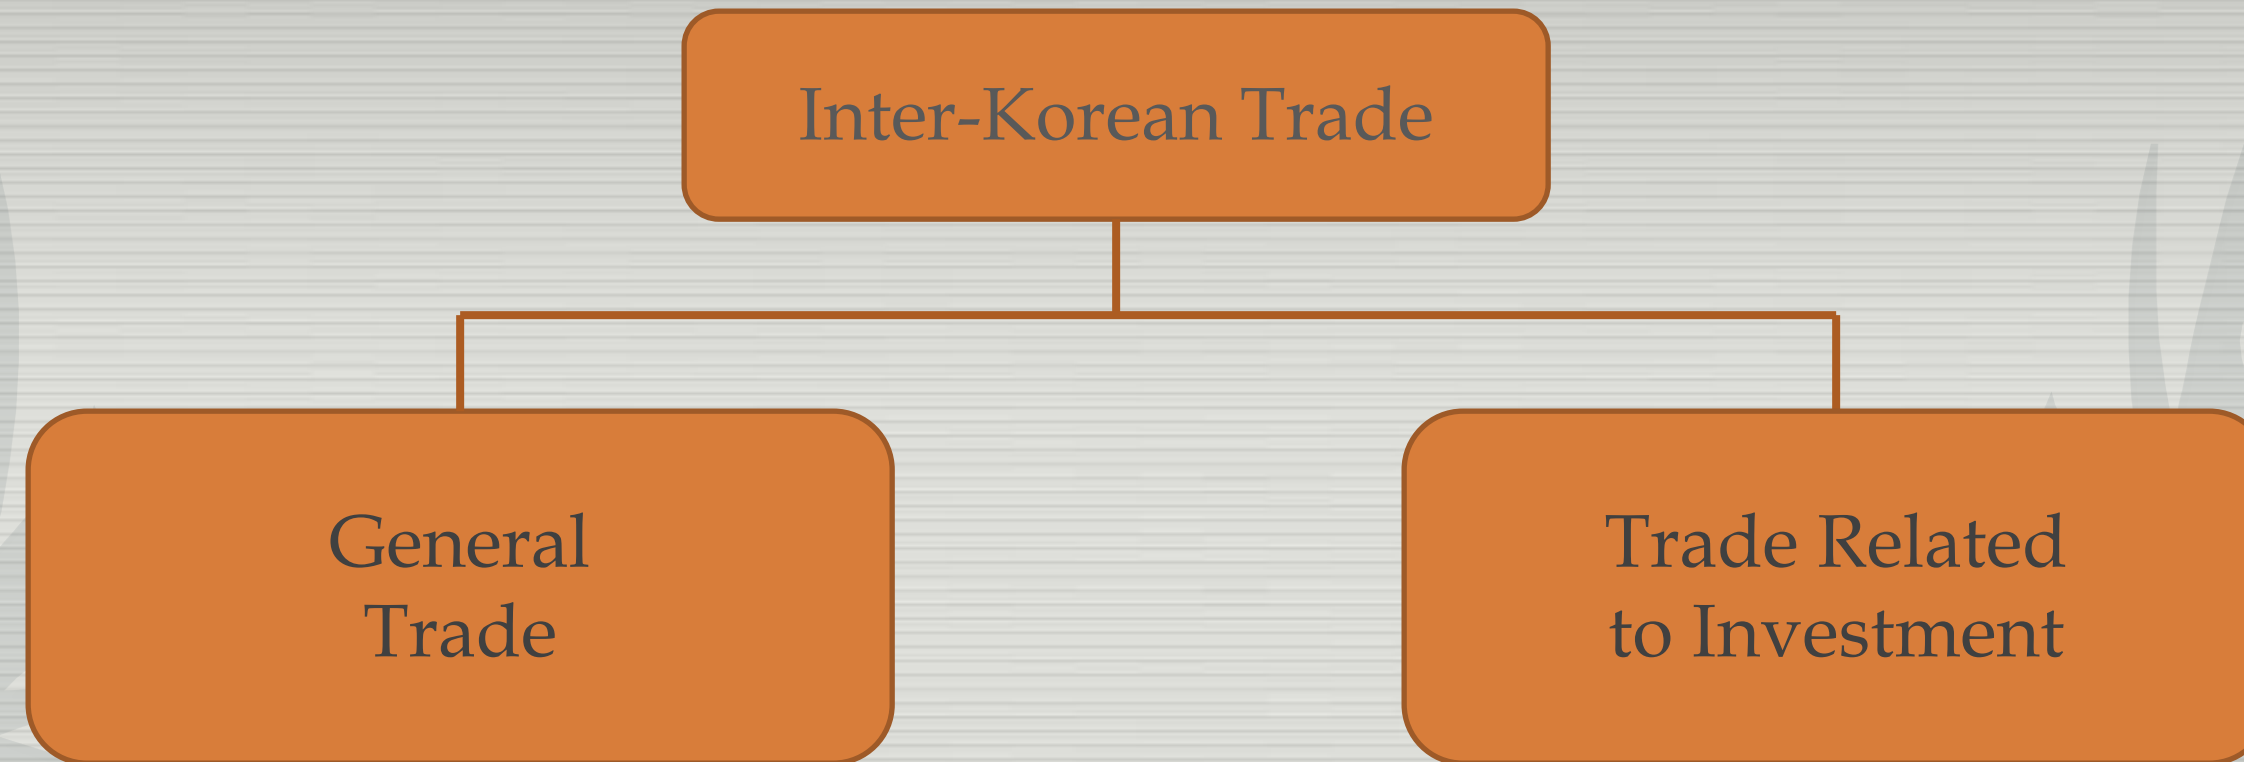 Inter-Korean Trade
General
Trade
Trade Related
to Investment